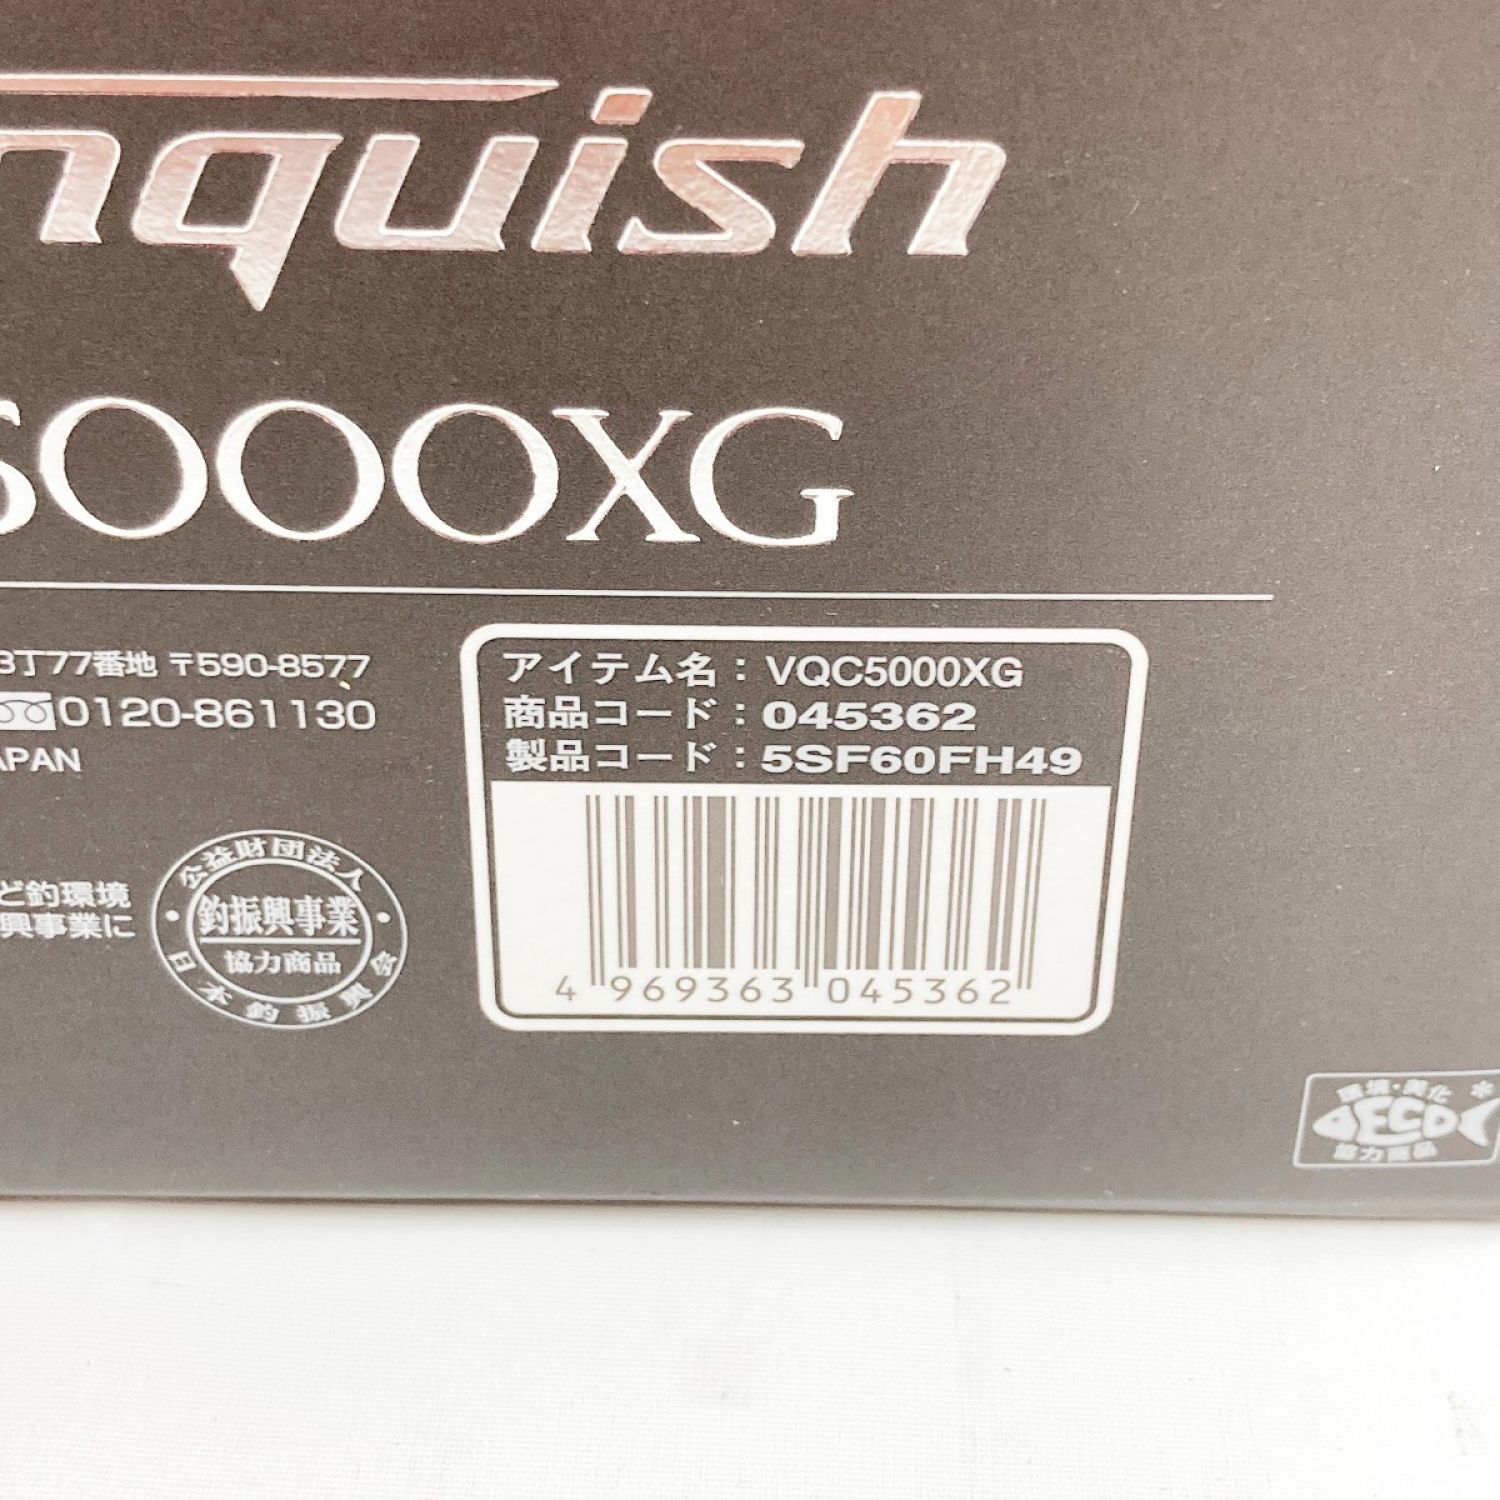 nquish
5000XG
3丁77番地 〒590-8577
0120-861130
APAN
アイテム名：VQC5000XG
商品コード：045362
製品コード：5SF60FH49
4 969363 045362
ど釣環境
興事業に
公益財団法人
釣振興事業
協力商品
日本釣振興会
環境・美化
ECO
協力商品